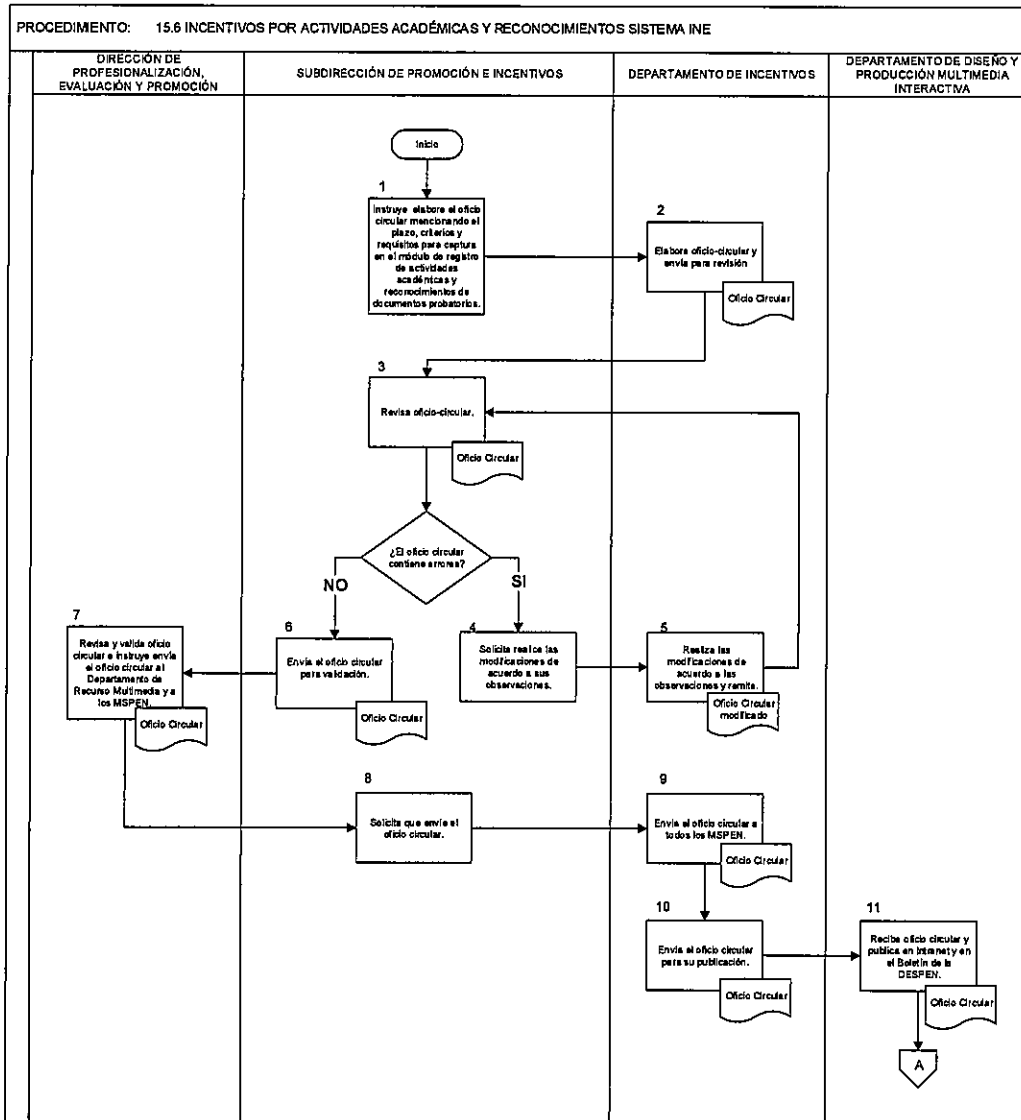 PROCEDIMIENTO: 15.6 INCENTIVOS POR ACTIVIDADES ACADÉMICAS Y RECONOCIMIENTOS SISTEMA INE
DIRECCIÓN DE
PROFESIONALIZACIÓN,
EVALUACIÓN Y PROMOCIÓN
SUBDIRECCIÓN DE PROMOCIÓN E INCENTIVOS
DEPARTAMENTO DE INCENTIVOS
DEPARTAMENTO DE DISEÑO Y
PRODUCCIÓN MULTIMEDIA
INTERACTIVA
Inicio
1
Instruye elabore el oficio
circular mencionando el
plazo, criterios y
requisitos para captura
en el módulo de registro
de actividades
académicas y
reconocimientos de
documentos probatorios.
2
Elabora oficio-circular y
envía para revisión
Oficio Circular
3
Revisa oficio-circular.
Oficio Circular
¿El oficio circular
contiene errores?
NO
SI
7
Revisa y valida oficio
circular e instruye envíe
el oficio circular al
Departamento de
Recurso Multimedia y a
los MSPEN.
Oficio Circular
6
Envía el oficio circular
para validación.
Oficio Circular
4
Solicita realice las
modificaciones de
acuerdo a sus
observaciones.
5
Realiza las
modificaciones de
acuerdo a las
observaciones y remite.
Oficio Circular
modificado
8
Solicita que envíe el
oficio circular.
9
Envía el oficio circular a
todos los MSPEN.
Oficio Circular
10
Envía el oficio circular
para su publicación.
Oficio Circular
11
Recibe oficio circular y
publica en Intranet y en
el Boletín de la
DESPEN.
Oficio Circular
A